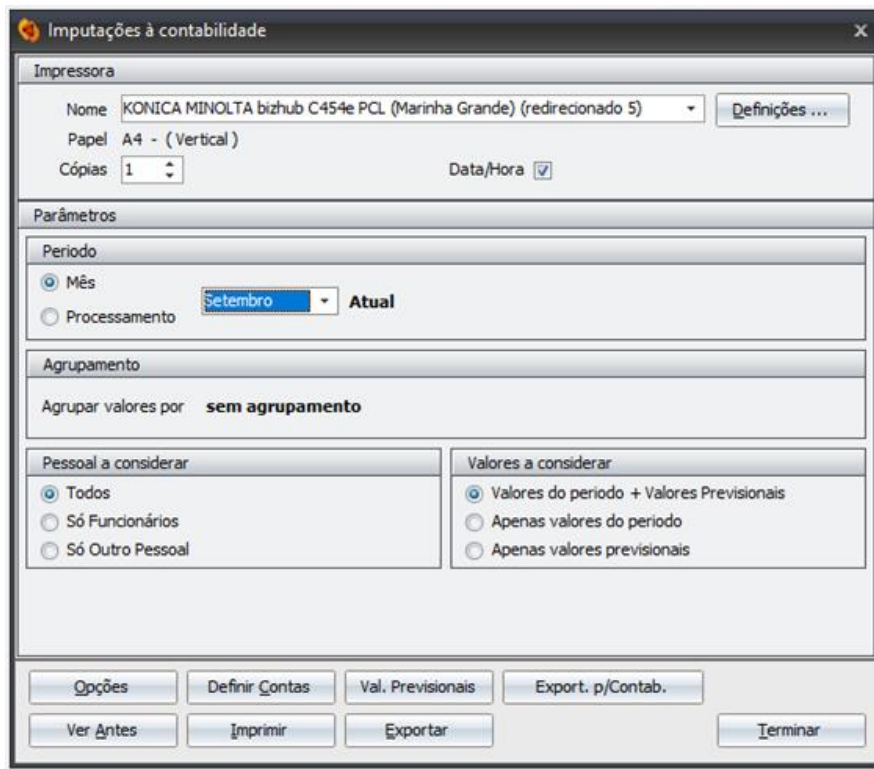 Imputações à contabilidade
Impressora
Nome KONICA MINOLTA bizhub C454e PCL (Marinha Grande) (redirecionado 5) Definições ...
Papel A4 - ( Vertical )
Cópias 1 Data/Hora
Parâmetros
Periodo
Mês
Setembro Atual
Processamento
Agrupamento
Agrupar valores por sem agrupamento
Pessoal a considerar
Todos
Só Funcionários
Só Outro Pessoal
Valores a considerar
Valores do periodo + Valores Previsionais
Apenas valores do periodo
Apenas valores previsionais
Opções Definir Contas Val. Previsionais Export. p/Contab.
Ver Antes Imprimir Exportar Terminar